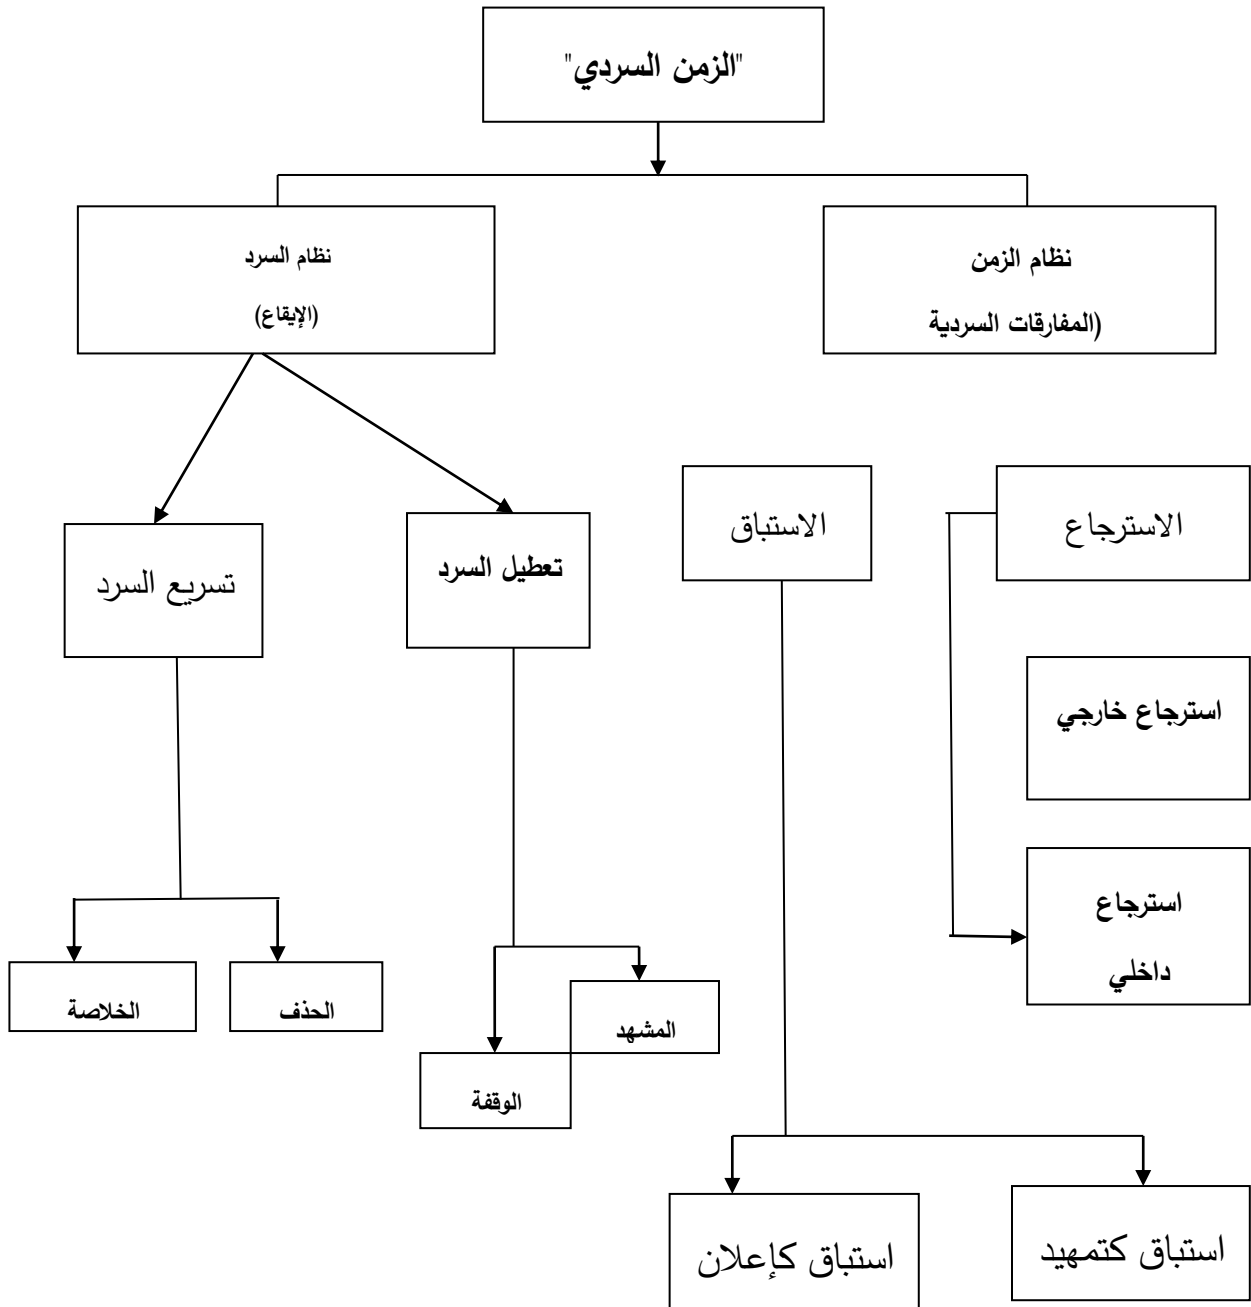 "الزمن السردي"
نظام الزمن
(المفارقات السردية
نظام السرد
(الإيقاع)
الاسترجاع
الاستباق
تعطيل السرد
تسريع السرد
استرجاع خارجي
استرجاع
داخلي
المشهد
الوقفة
الحذف
الخلاصة
استباق كتمهيد
استباق كإعلان